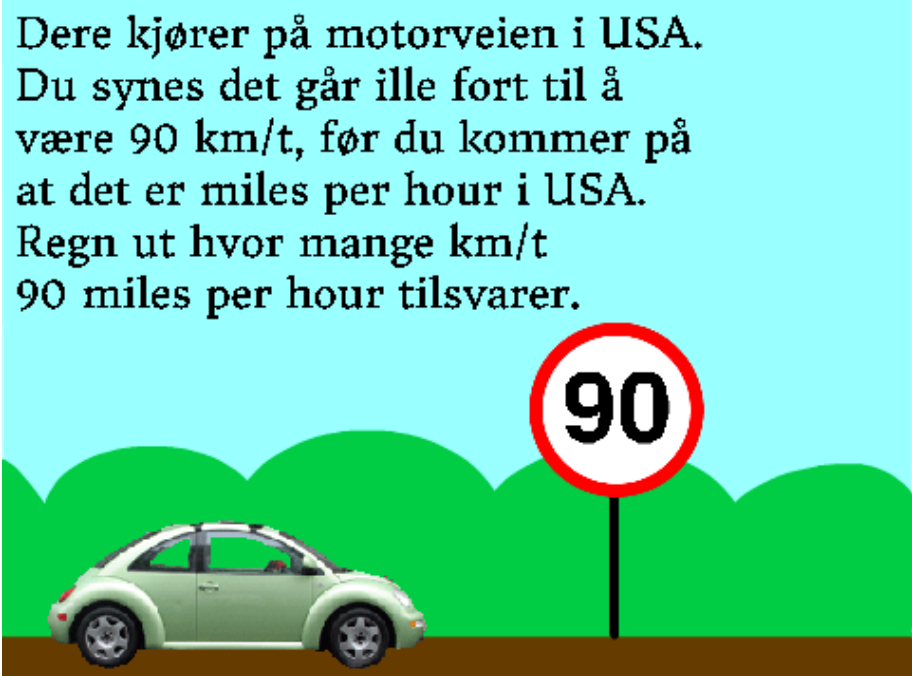 Dere kjører på motorveien i USA.
Du synes det går ille fort til å
være 90 km/t, før du kommer på
at det er miles per hour i USA.
Regn ut hvor mange km/t
90 miles per hour tilsvarer.
90